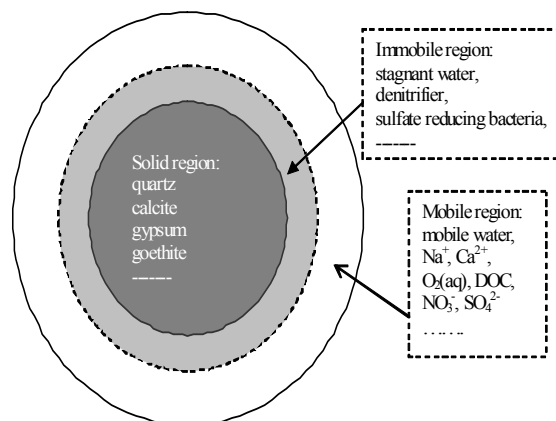 Immobile region:
stagnant water,
denitrifier,
sulfate reducing bacteria,
-------
Solid region:
quartz
calcite
gypsum
goethite
-------
Mobile region:
mobile water,
Na⁺, Ca²⁺,
O₂(aq), DOC,
NO₃⁻, SO₄²⁻
.......